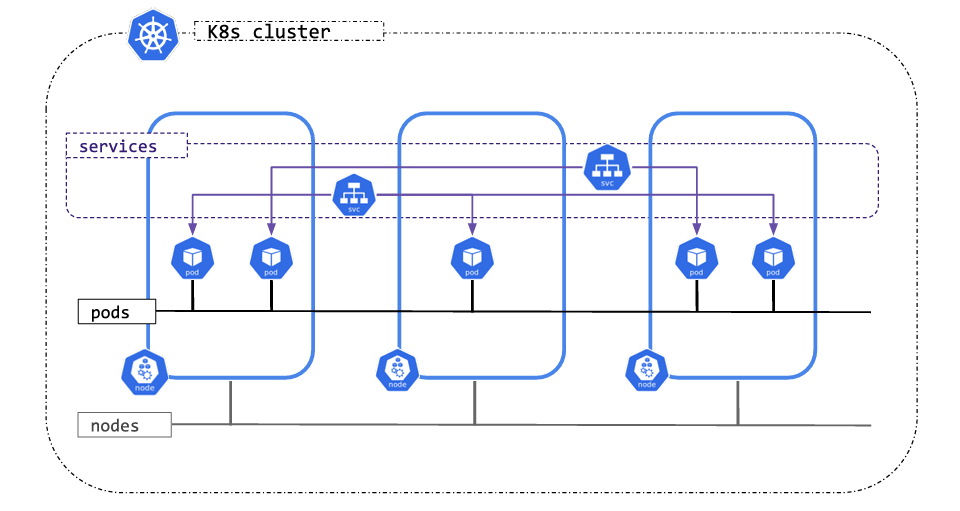 K8s cluster
services
svc
svc
pod
pod
pod
pod
pod
pods
node
node
node
nodes